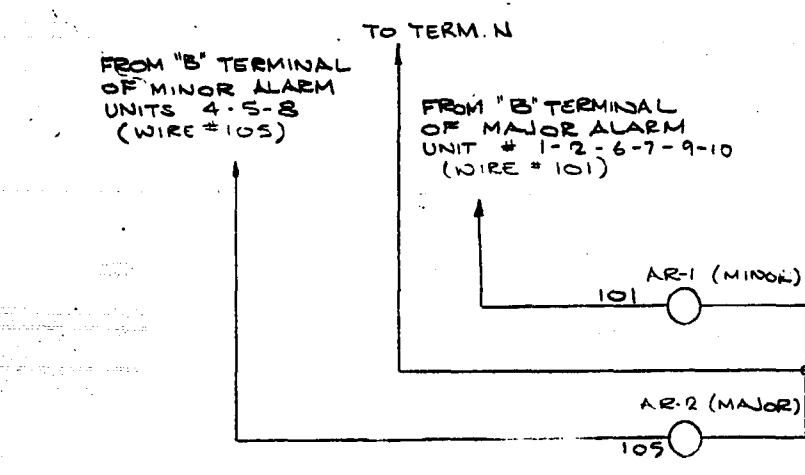 TO TERM. N
FROM "B" TERMINAL
OF MINOR ALARM
UNITS 4-5-8
(WIRE #105)
FROM "B" TERMINAL
OF MAJOR ALARM
UNIT # 1-2-6-7-9-10
(WIRE # 101)
AR-1 (MINOR)
101
AR-2 (MAJOR)
105